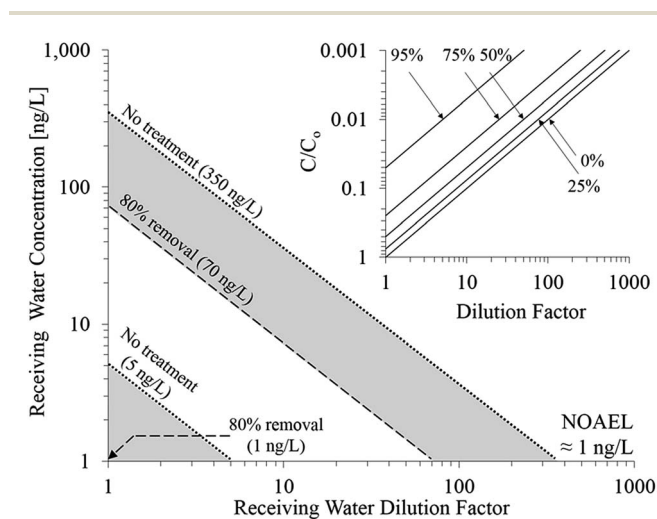 1,000
100
10
1
Receiving Water Concentration [ng/L]
No treatment (350 ng/L)
80% removal (70 ng/L)
No treatment
(5 ng/L)
80% removal
(1 ng/L)
NOAEL
≈ 1 ng/L
1
10
100
1000
Receiving Water Dilution Factor
0.001
0.01
0.1
1
C/Co
95%
75%
50%
0%
25%
1
10
100
1000
Dilution Factor